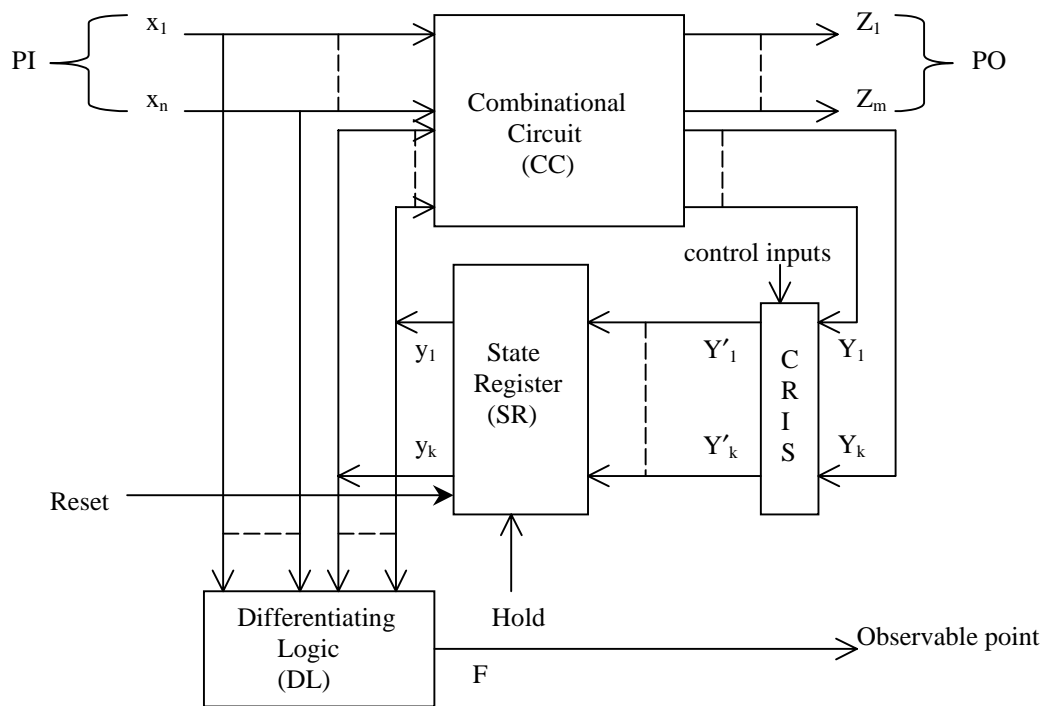 x1
Z1
PI
PO
xn
Zm
Combinational
Circuit
(CC)
control inputs
y1
State
Register
(SR)
Y′1
C
R
I
S
Y1
yk
Y′k
Yk
Reset
Hold
Differentiating
Logic
(DL)
F
Observable point